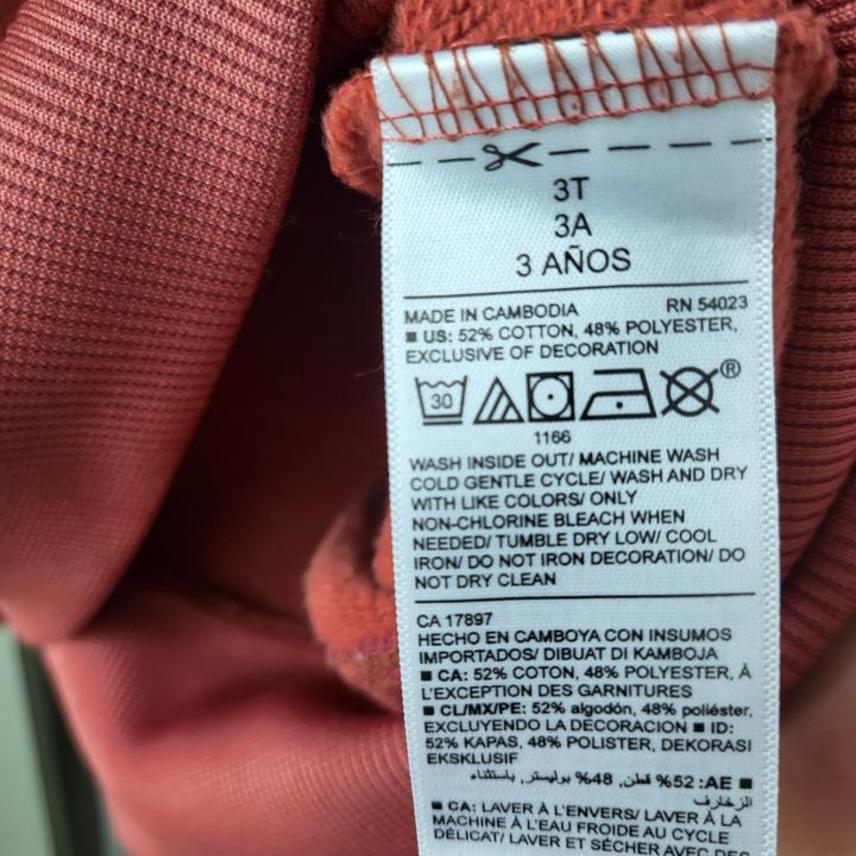 3T
3A
3 AÑOS
MADE IN CAMBODIA RN 54023
■ US: 52% COTTON, 48% POLYESTER,
EXCLUSIVE OF DECORATION
30 ®
1166
WASH INSIDE OUT/ MACHINE WASH
COLD GENTLE CYCLE/ WASH AND DRY
WITH LIKE COLORS/ ONLY
NON-CHLORINE BLEACH WHEN
NEEDED/ TUMBLE DRY LOW/ COOL
IRON/ DO NOT IRON DECORATION/ DO
NOT DRY CLEAN
CA 17897
HECHO EN CAMBOYA CON INSUMOS
IMPORTADOS/ DIBUAT DI KAMBOJA
■ CA: 52% COTON, 48% POLYESTER, À
L'EXCEPTION DES GARNITURES
■ CL/MX/PE: 52% algodón, 48% poliéster,
EXCLUYENDO LA DECORACION ■ ID:
52% KAPAS, 48% POLISTER, DEKORASI
EKSKLUSIF
■ AE: 52% قطن, 48% بوليستر, باستثناء
الزخارف
■ CA: LAVER À L'ENVERS/ LAVER À LA
MACHINE À L'EAU FROIDE AU CYCLE
DÉLICAT/ LAVER ET SÉCHER AVEC DES